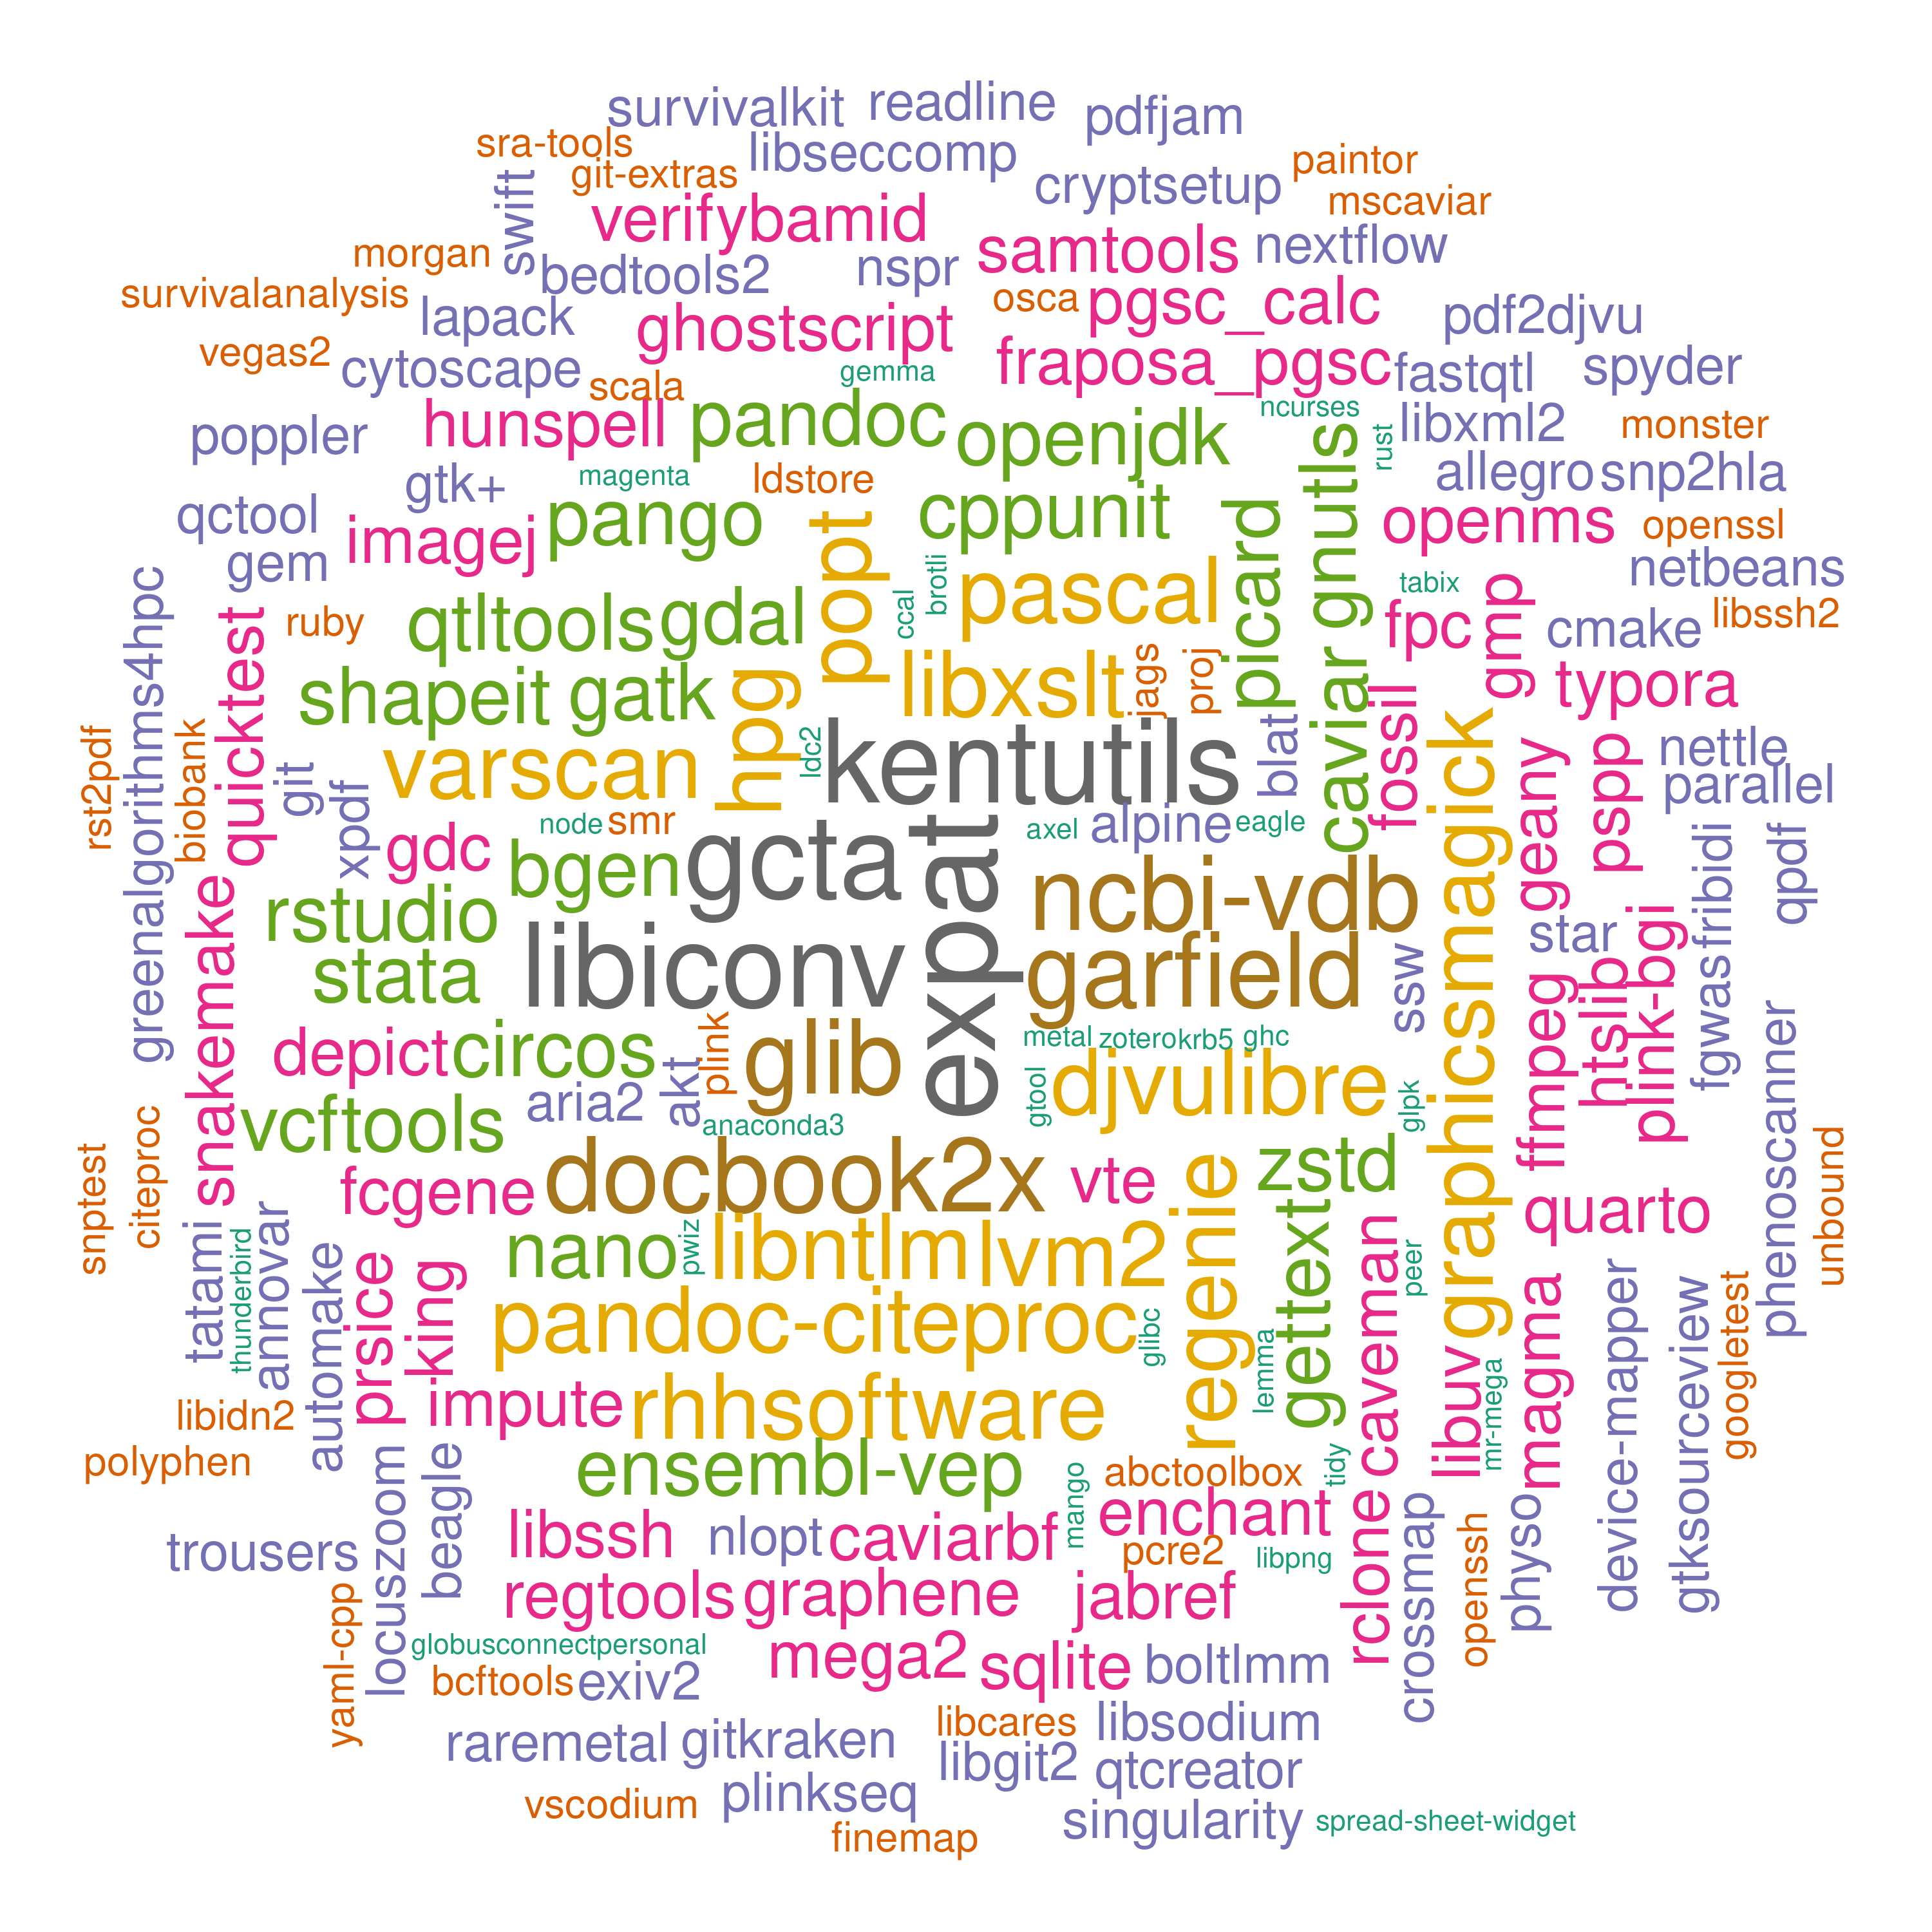 survivalkit
readline
pdfjam
sra-tools
libseccomp
paintor
git-extras
cryptsetup
mscaviar
swift
verifybamid
samtools
nextflow
morgan
bedtools2
nspr
survivalanalysis
osca
pgsc_calc
lapack
ghostscript
pdf2djvu
vegas2
cytoscape
scala
gemma
fraposa_pgsc
fastqtl
spyder
poppler
hunspell
pandoc
openjdk
ncurses
rust
libxml2
monster
gtk+
magenta
ldstore
gnutls
allegro
snp2hla
qctool
imagej
pango
popt
cppunit
picard
openms
openssl
gem
brotli
ccal
pascal
tabix
netbeans
greenalgorithms4hpc
quicktest
ruby
qtltools
gdal
fpc
gmp
cmake
libssh2
shapeit
gatk
hpg
libxslt
jags
proj
caviar
fossil
typora
rst2pdf
biobank
git
xpdf
varscan
ldc2
kentutils
blat
graphicsmagick
geany
pspp
nettle
parallel
gdc
node
smr
bgen
gcta
expat
axel
alpine
eagle
ncbi-vdb
fribidi
qpdf
snakemake
rstudio
stata
libiconv
garfield
ssw
star
htslib
plink-bgi
fgwas
depict
circos
plink
akt
glib
metal
zotero
krb5
ghc
ffmpeg
phenoscanner
vcftools
aria2
anaconda3
gtool
djvulibre
glpk
snptest
citeproc
fcgene
docbook2x
vte
zstd
regenie
quarto
unbound
tatami
thunderbird
annovar
automake
prsice
king
nano
pwiz
libntlm
lvm2
gettext
caveman
peer
libuv
magma
device-mapper
gtksourceview
googletest
pandoc-citeproc
glibc
lemma
mr-mega
libidn2
impute
rhhsoftware
polyphen
locuszoom
beagle
ensembl-vep
mango
abctoolbox
tidy
trousers
libssh
nlopt
caviarbf
enchant
pcre2
libpng
rclone
crossmap
openssh
physo
yaml-cpp
regtools
graphene
jabref
globusconnectpersonal
mega2
sqlite
boltlmm
bcftools
exiv2
raremetal
gitkraken
libcares
libsodium
libgit2
qtcreator
vscodium
plinkseq
singularity
spread-sheet-widget
finemap